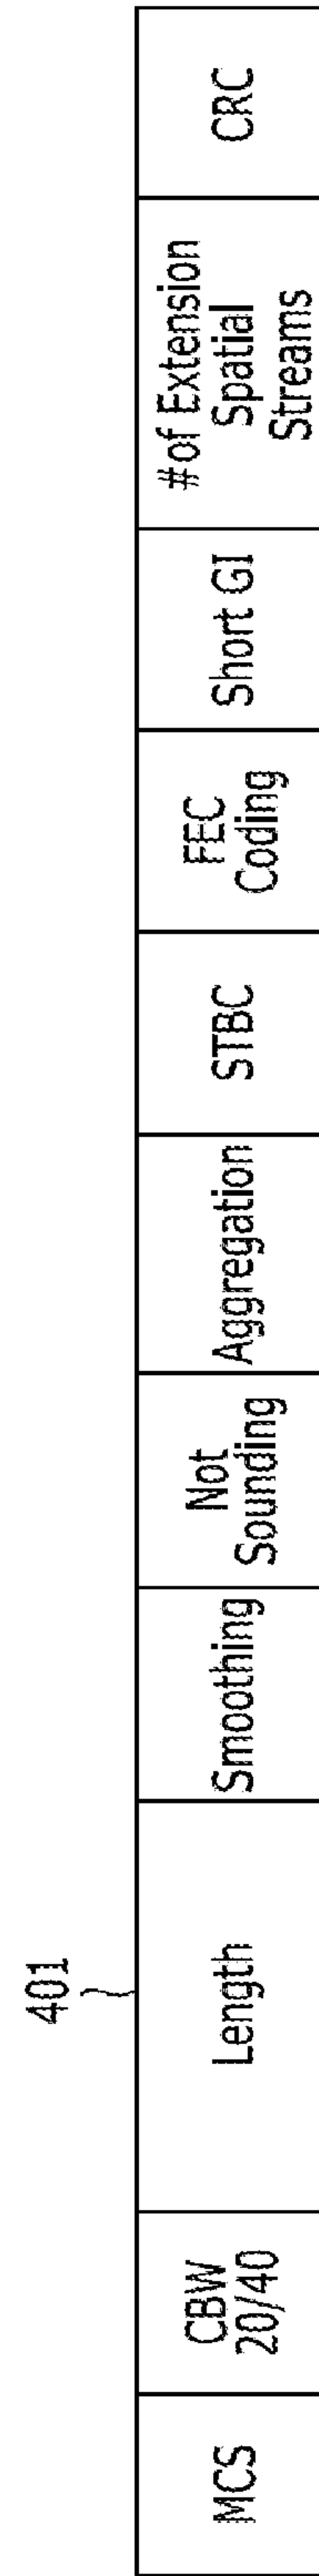 401
MCS
CBW
20/40
Length
Smoothing
Not
Sounding
Aggregation
STBC
FEC
Coding
Short GI
#of Extension
Spatial
Streams
CRC